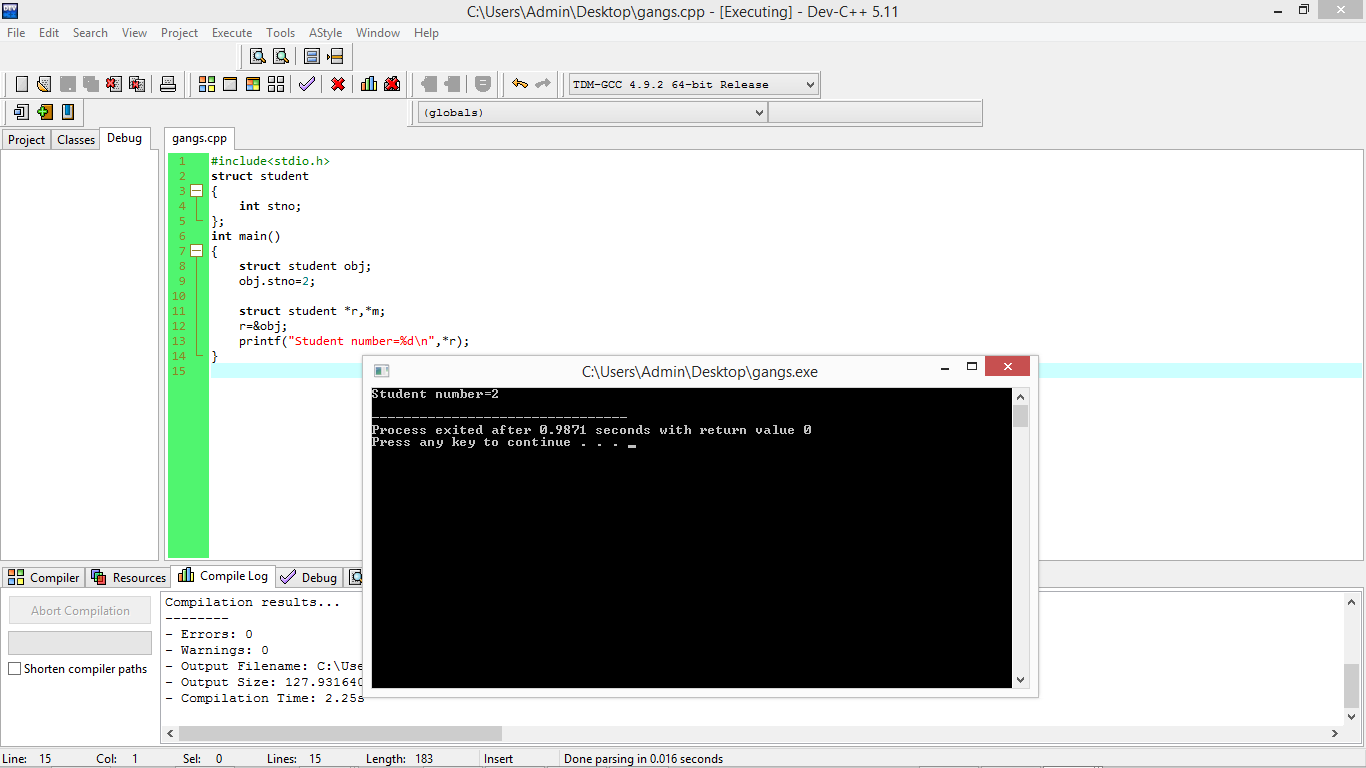 C:\Users\Admin\Desktop\gangs.cpp - [Executing] - Dev-C++ 5.11
File Edit Search View Project Execute Tools AStyle Window Help
TDM-GCC 4.9.2 64-bit Release
(globals)
Project Classes Debug
gangs.cpp
1 #include<stdio.h>
2 struct student
3 {
4 int stno;
5 };
6 int main()
7 {
8 struct student obj;
9 obj.stno=2;
10
11 struct student *r,*m;
12 r=&obj;
13 printf("Student number=%d\n",*r);
14 }
15
C:\Users\Admin\Desktop\gangs.exe
Student number=2
--------------------------------
Process exited after 0.9871 seconds with return value 0
Press any key to continue . . . _
Compiler Resources Compile Log Debug
Abort Compilation
Shorten compiler paths
Compilation results...
--------
- Errors: 0
- Warnings: 0
- Output Filename: C:\Use
- Output Size: 127.931640
- Compilation Time: 2.25s
Line: 15 Col: 1 Sel: 0 Lines: 15 Length: 183 Insert Done parsing in 0.016 seconds